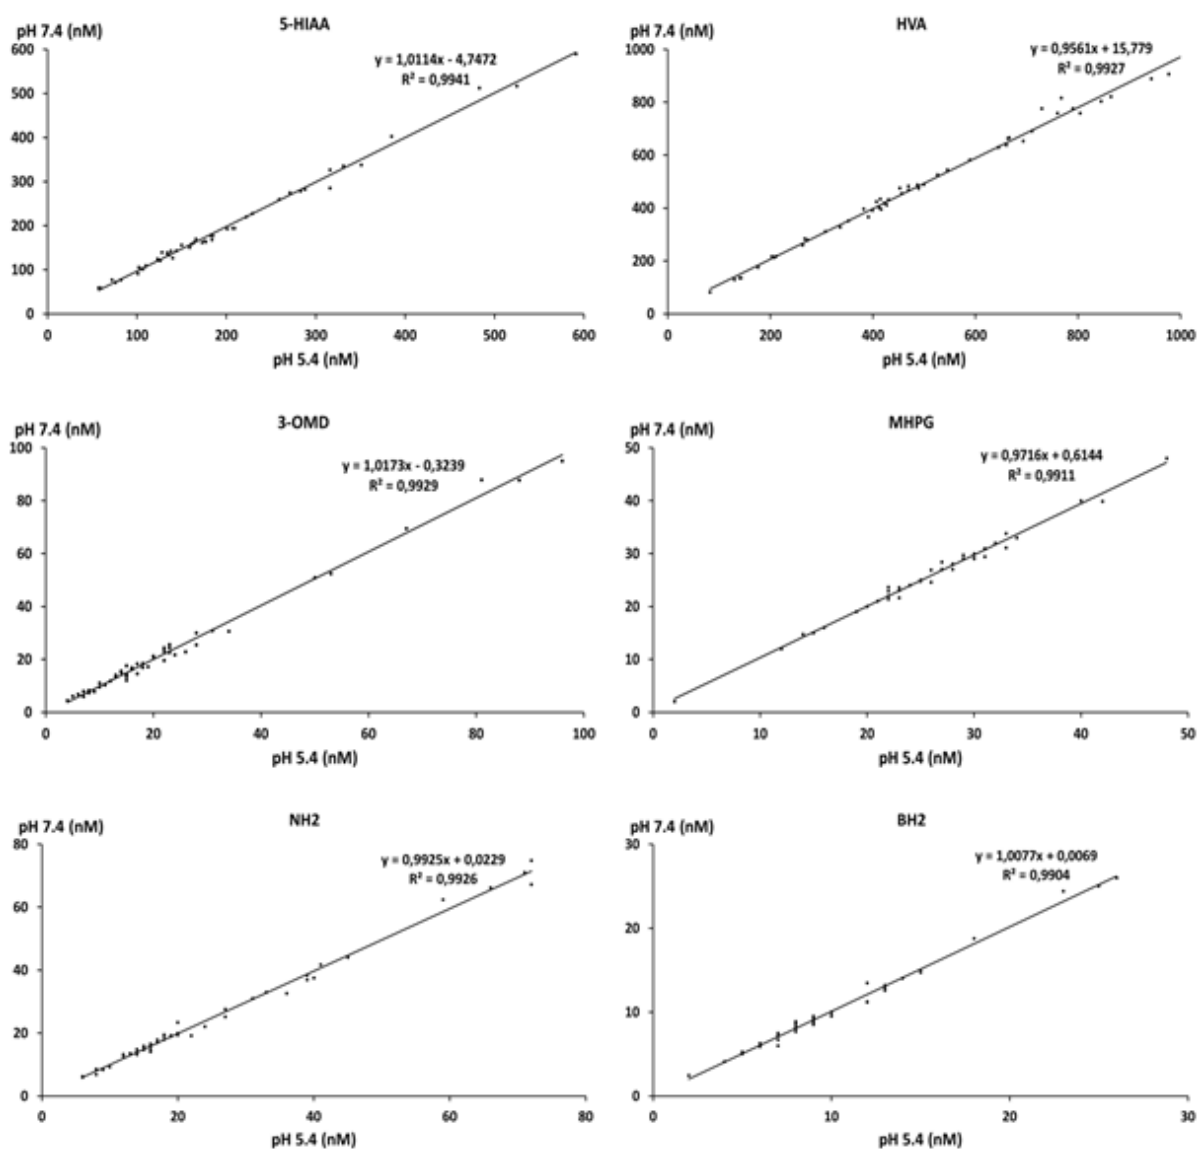 5-HIAA
pH 7.4 (nM)
y = 1,0114x - 4,7472
R² = 0,9941
600
500
400
300
200
100
0
0 100 200 300 400 500 600
pH 5.4 (nM)
HVA
pH 7.4 (nM)
y = 0,9561x + 15,779
R² = 0,9927
1000
800
600
400
200
0
0 200 400 600 800 1000
pH 5.4 (nM)
3-OMD
pH 7.4 (nM)
y = 1,0173x - 0,3239
R² = 0,9929
100
80
60
40
20
0
0 20 40 60 80 100
pH 5.4 (nM)
MHPG
pH 7.4 (nM)
y = 0,9716x + 0,6144
R² = 0,9911
50
40
30
20
10
0
0 10 20 30 40 50
pH 5.4 (nM)
NH2
pH 7.4 (nM)
y = 0,9925x + 0,0229
R² = 0,9926
80
60
40
20
0
0 20 40 60 80
pH 5.4 (nM)
BH2
pH 7.4 (nM)
y = 1,0077x + 0,0069
R² = 0,9904
30
20
10
0
0 10 20 30
pH 5.4 (nM)